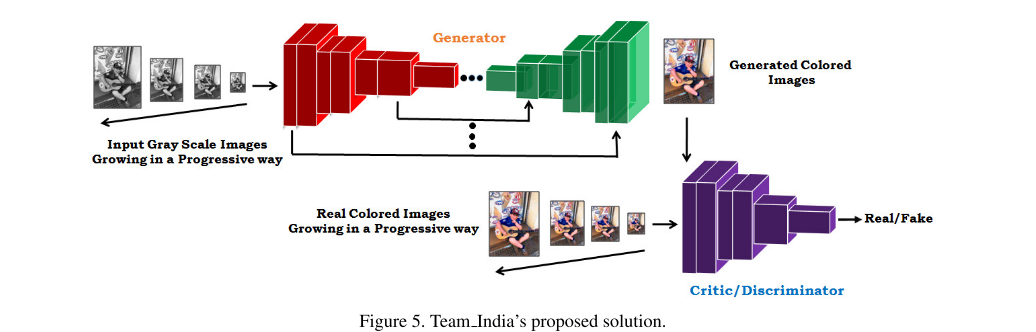 Generator
Generated Colored
Images
Input Gray Scale Images
Growing in a Progressive way
Real Colored Images
Growing in a Progressive way
Real/Fake
Critic/Discriminator
Figure 5. Team_India's proposed solution.